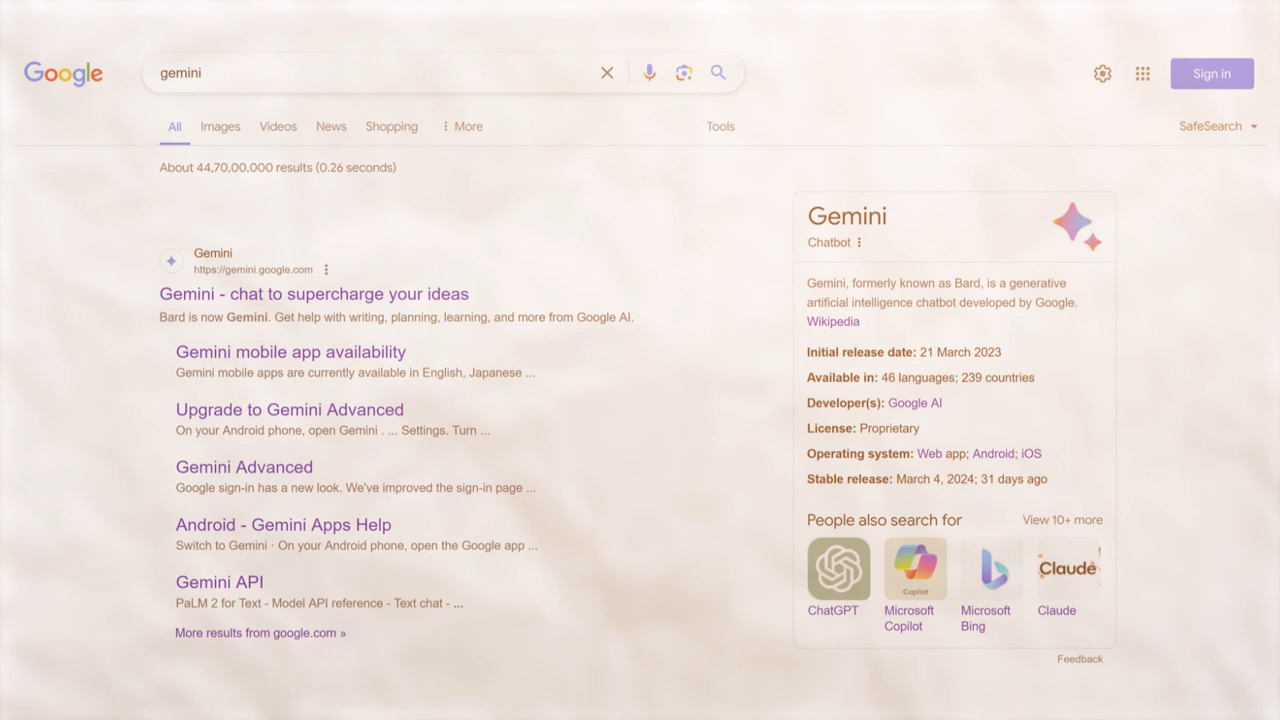 Google
gemini
Sign in
All Images Videos News Shopping More
Tools
SafeSearch
About 44,70,00,000 results (0.26 seconds)
Gemini
https://gemini.google.com
Gemini - chat to supercharge your ideas
Bard is now Gemini. Get help with writing, planning, learning, and more from Google AI.
Gemini mobile app availability
Gemini mobile apps are currently available in English, Japanese ...
Upgrade to Gemini Advanced
On your Android phone, open Gemini . ... Settings. Turn ...
Gemini Advanced
Google sign-in has a new look. We've improved the sign-in page ...
Android - Gemini Apps Help
Switch to Gemini · On your Android phone, open the Google app ...
Gemini API
PaLM 2 for Text - Model API reference - Text chat - ...
More results from google.com »
Gemini
Chatbot
Gemini, formerly known as Bard, is a generative
artificial intelligence chatbot developed by Google.
Wikipedia
Initial release date: 21 March 2023
Available in: 46 languages; 239 countries
Developer(s): Google AI
License: Proprietary
Operating system: Web app; Android; iOS
Stable release: March 4, 2024; 31 days ago
People also search for
View 10+ more
Copilot
Claude
ChatGPT
Microsoft
Copilot
Microsoft
Bing
Claude
Feedback